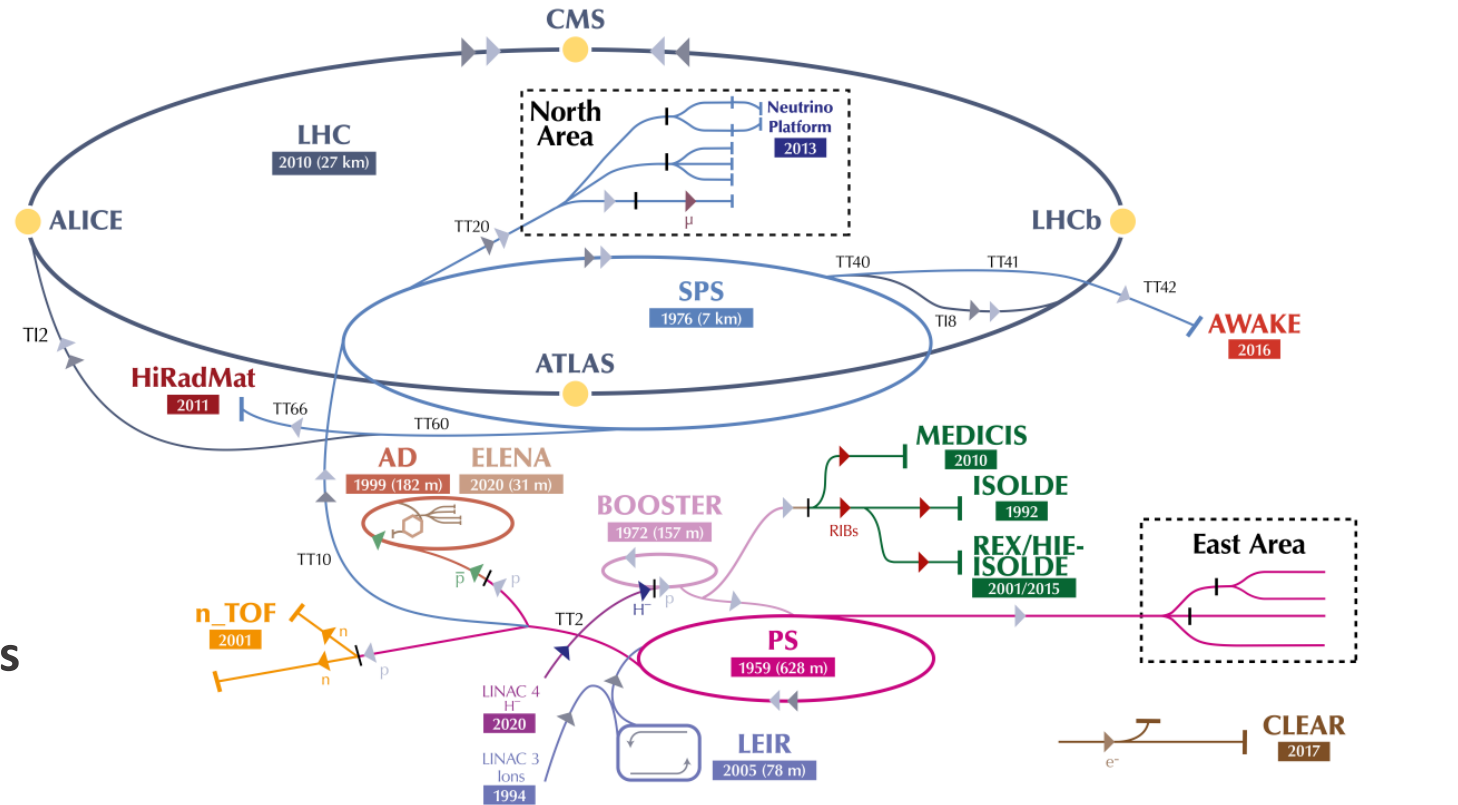 CMS
North
Area
Neutrino
Platform
2013
LHC
2010 (27 km)
μ
ALICE
LHCb
TT20
TT40
TT41
TT42
SPS
1976 (7 km)
TI8
TI2
AWAKE
2016
ATLAS
HiRadMat
2011
TT66
TT60
AD
1999 (182 m)
ELENA
2020 (31 m)
MEDICIS
2010
BOOSTER
1972 (157 m)
ISOLDE
1992
RIBs
REX/HIE-
ISOLDE
2001/2015
East Area
TT10
p̅
p
H⁻
p
n_TOF
2001
n
n
p
TT2
PS
1959 (628 m)
s
LINAC 4
H⁻
2020
LINAC 3
Ions
1994
LEIR
2005 (78 m)
CLEAR
2017
e⁻